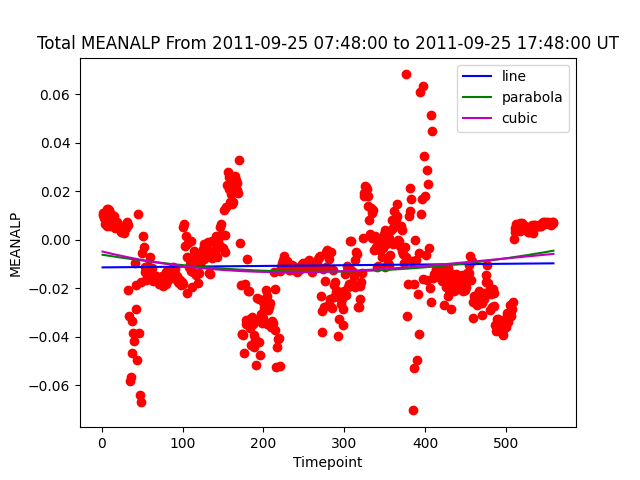 Total MEANALP From 2011-09-25 07:48:00 to 2011-09-25 17:48:00 UT
line
parabola
cubic
0.06
0.04
0.02
0.00
−0.02
−0.04
−0.06
MEANALP
0 100 200 300 400 500
Timepoint